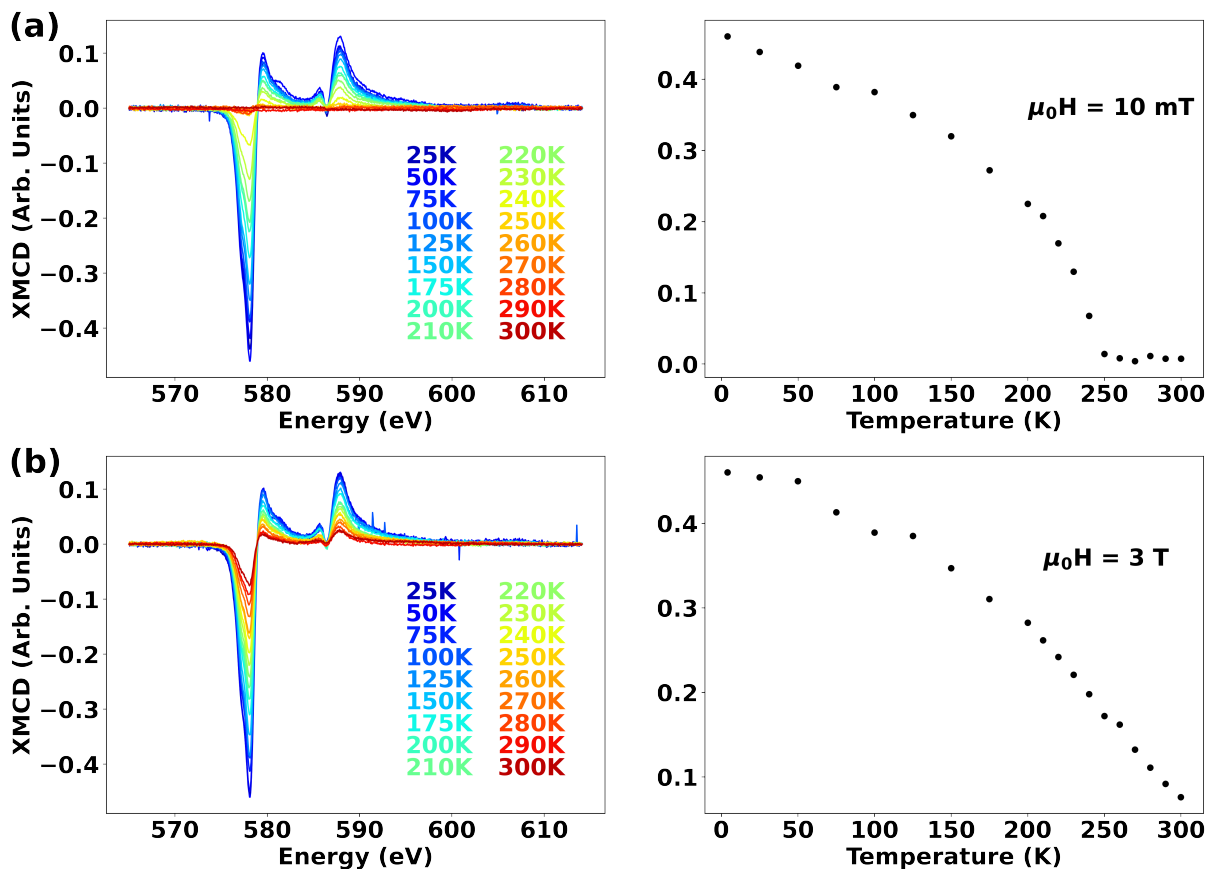 (a)
0.1
0.0
−0.1
−0.2
−0.3
−0.4
XMCD (Arb. Units)
25K 220K
50K 230K
75K 240K
100K 250K
125K 260K
150K 270K
175K 280K
200K 290K
210K 300K
570 580 590 600 610
Energy (eV)
0.4
0.3
0.2
0.1
0.0
μ₀H = 10 mT
0 50 100 150 200 250 300
Temperature (K)
(b)
0.1
0.0
−0.1
−0.2
−0.3
−0.4
XMCD (Arb. Units)
25K 220K
50K 230K
75K 240K
100K 250K
125K 260K
150K 270K
175K 280K
200K 290K
210K 300K
570 580 590 600 610
Energy (eV)
0.4
0.3
0.2
0.1
μ₀H = 3 T
0 50 100 150 200 250 300
Temperature (K)